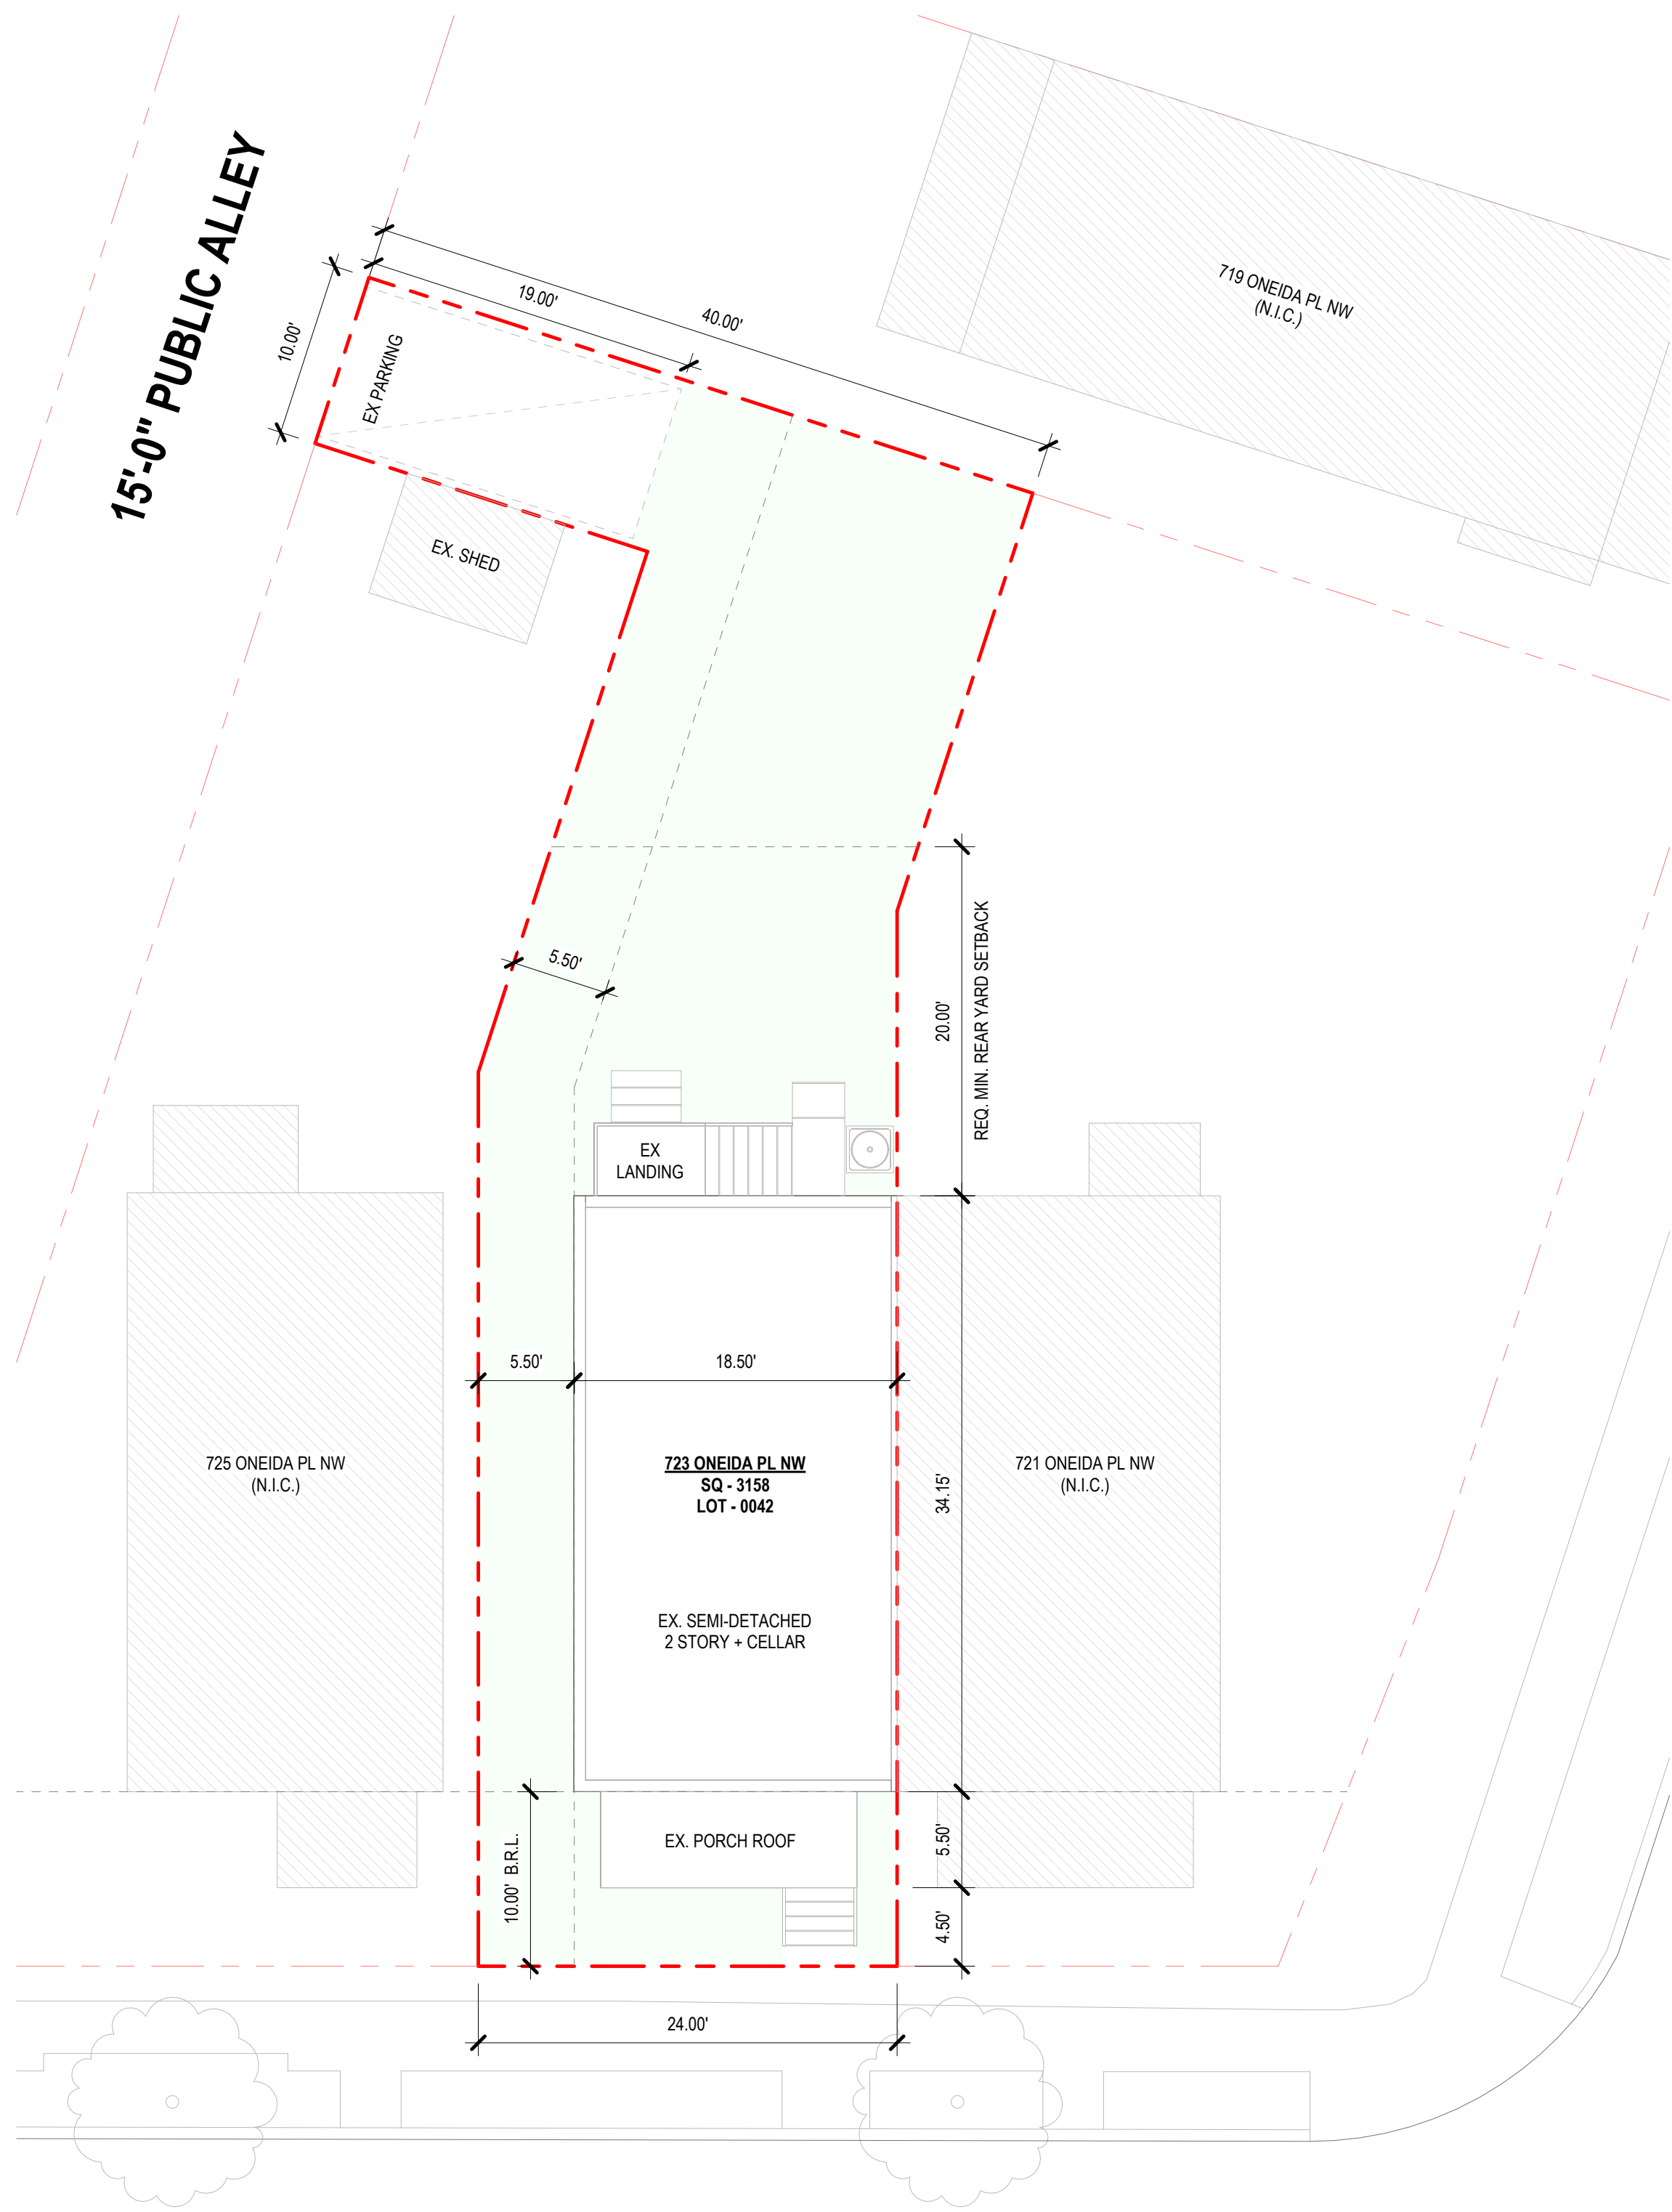 15'-0" PUBLIC ALLEY
719 ONEIDA PL NW
(N.I.C.)
19.00'
40.00'
10.00'
EX PARKING
EX. SHED
5.50'
20.00'
REQ. MIN. REAR YARD SETBACK
EX
LANDING
5.50'
18.50'
725 ONEIDA PL NW
(N.I.C.)
723 ONEIDA PL NW
SQ - 3158
LOT - 0042
34.15'
721 ONEIDA PL NW
(N.I.C.)
EX. SEMI-DETACHED
2 STORY + CELLAR
10.00' B.R.L.
EX. PORCH ROOF
5.50'
4.50'
24.00'